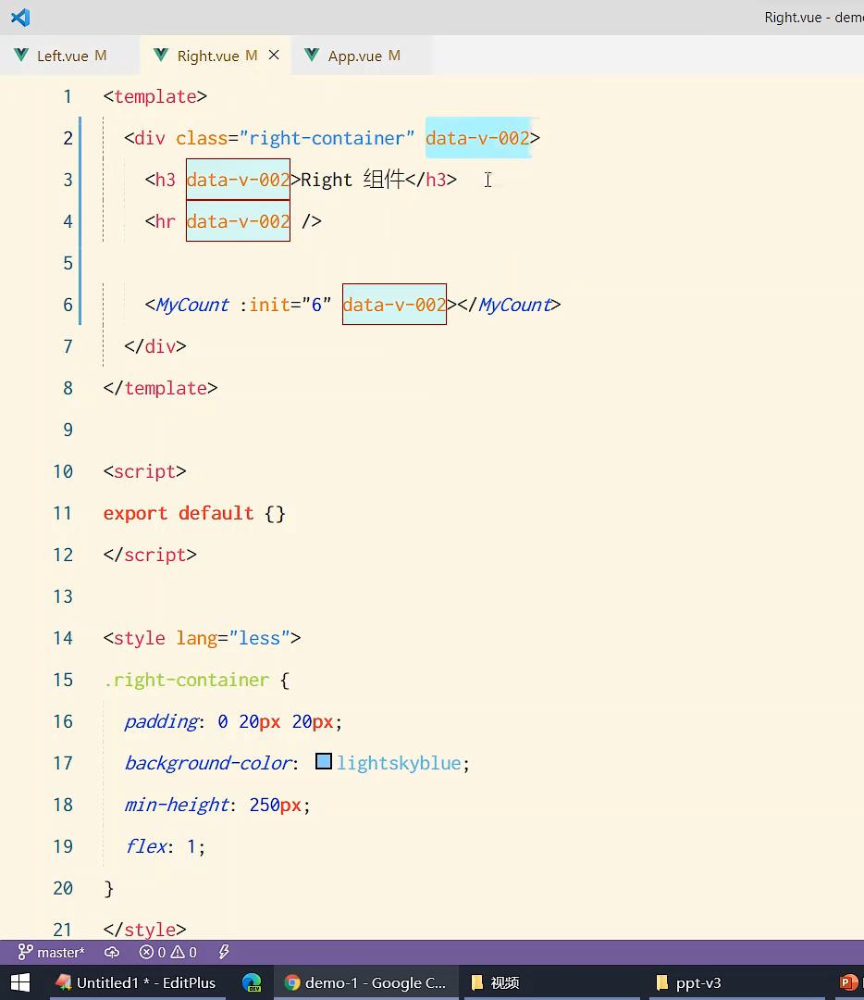 Right.vue - dem
Left.vue M Right.vue M App.vue M
1 <template>
2 <div class="right-container" data-v-002>
3 <h3 data-v-002>Right 组件</h3>
4 <hr data-v-002 />
5
6 <MyCount :init="6" data-v-002></MyCount>
7 </div>
8 </template>
9
10 <script>
11 export default {}
12 </script>
13
14 <style lang="less">
15 .right-container {
16 padding: 0 20px 20px;
17 background-color: lightskyblue;
18 min-height: 250px;
19 flex: 1;
20 }
21 </style>
master* 0 0
Untitled1 * - EditPlus DEV demo-1 - Google C... 视频 ppt-v3 P